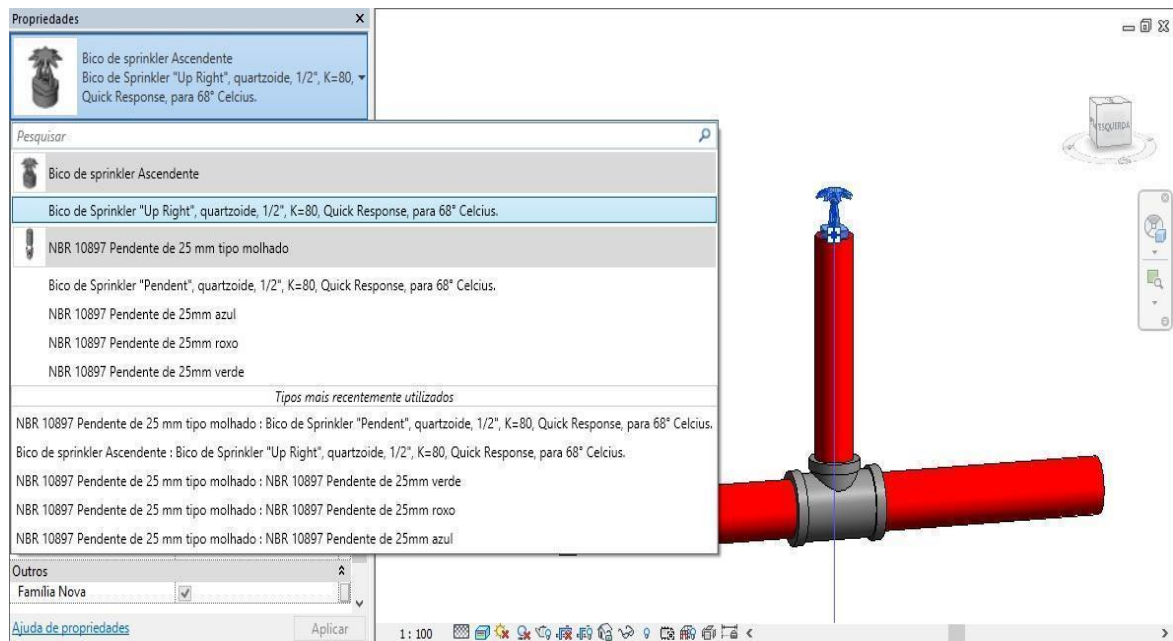 Propriedades
Bico de sprinkler Ascendente
Bico de Sprinkler "Up Right", quartzoide, 1/2", K=80,
Quick Response, para 68° Celcius.
Pesquisar
Bico de sprinkler Ascendente
Bico de Sprinkler "Up Right", quartzoide, 1/2", K=80, Quick Response, para 68° Celcius.
NBR 10897 Pendente de 25 mm tipo molhado
Bico de Sprinkler "Pendent", quartzoide, 1/2", K=80, Quick Response, para 68° Celcius.
NBR 10897 Pendente de 25mm azul
NBR 10897 Pendente de 25mm roxo
NBR 10897 Pendente de 25mm verde
Tipos mais recentemente utilizados
NBR 10897 Pendente de 25 mm tipo molhado : Bico de Sprinkler "Pendent", quartzoide, 1/2", K=80, Quick Response, para 68° Celcius.
Bico de sprinkler Ascendente : Bico de Sprinkler "Up Right", quartzoide, 1/2", K=80, Quick Response, para 68° Celcius.
NBR 10897 Pendente de 25 mm tipo molhado : NBR 10897 Pendente de 25mm verde
NBR 10897 Pendente de 25 mm tipo molhado : NBR 10897 Pendente de 25mm roxo
NBR 10897 Pendente de 25 mm tipo molhado : NBR 10897 Pendente de 25mm azul
Outros
Família Nova
Ajuda de propriedades
Aplicar
ESQUERDA
1 : 100